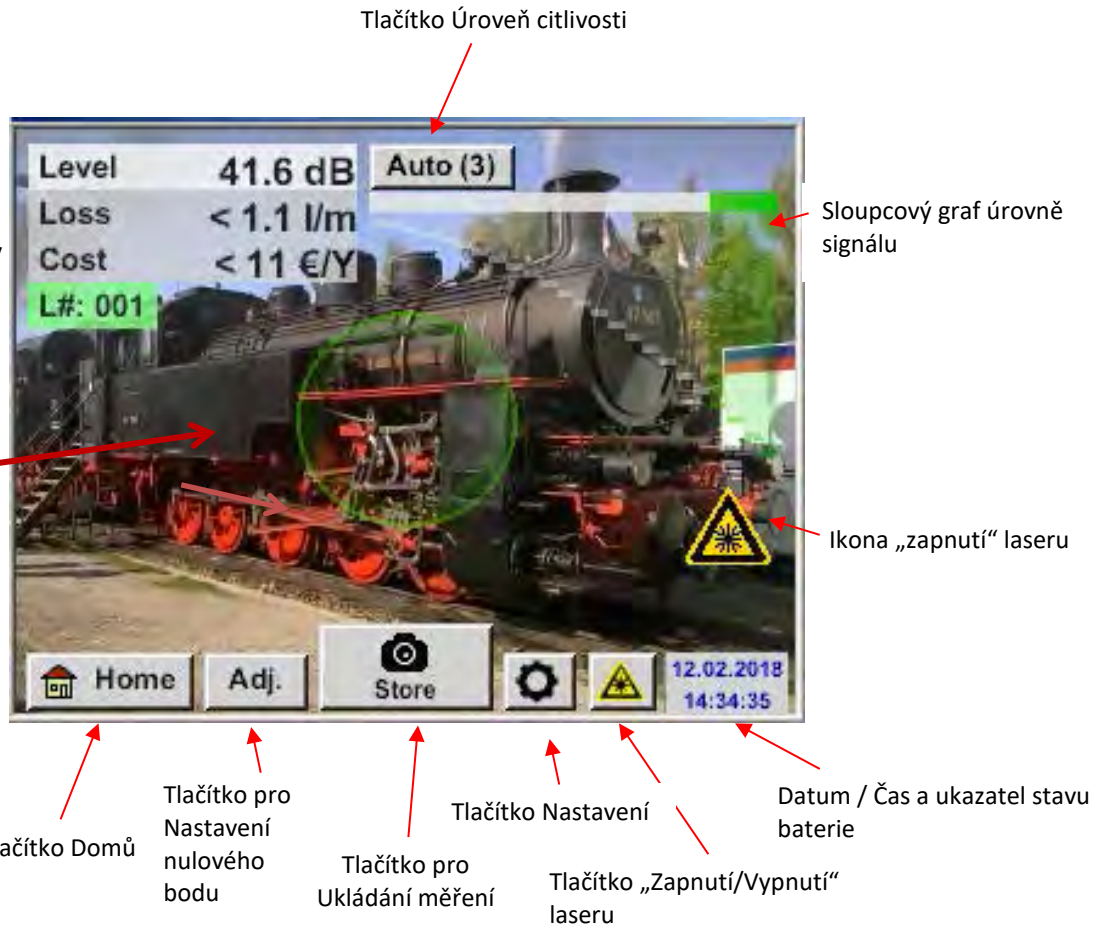 Tlačítko Úroveň citlivosti
Level 41.6 dB
Auto (3)
Loss < 1.1 l/m
Cost < 11 €/Y
L#: 001
Sloupcový graf úrovně
signálu
Ikona „zapnutí“ laseru
Home
Adj.
Store
12.02.2018
14:34:35
ačítko Domů
Tlačítko pro
Nastavení
nulového
bodu
Tlačítko pro
Ukládání měření
Tlačítko Nastavení
Tlačítko „Zapnutí/Vypnutí“
laseru
Datum / Čas a ukazatel stavu
baterie